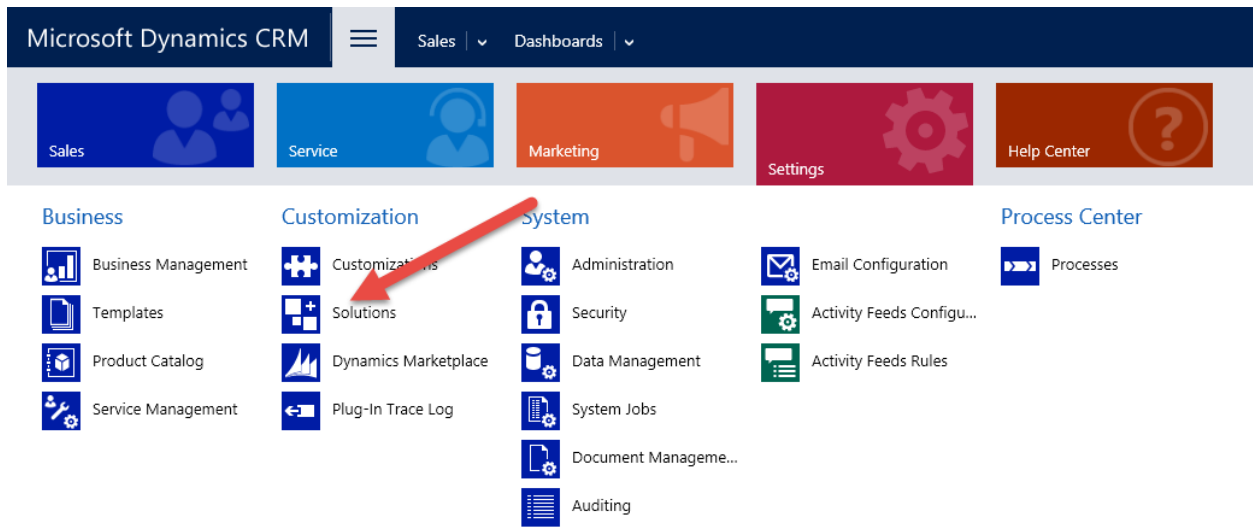 Microsoft Dynamics CRM Sales Dashboards
Sales Service Marketing Settings Help Center
Business
Business Management
Templates
Product Catalog
Service Management
Customization
Customizations
Solutions
Dynamics Marketplace
Plug-In Trace Log
System
Administration
Security
Data Management
System Jobs
Document Manageme...
Auditing
Email Configuration
Activity Feeds Configu...
Activity Feeds Rules
Process Center
Processes